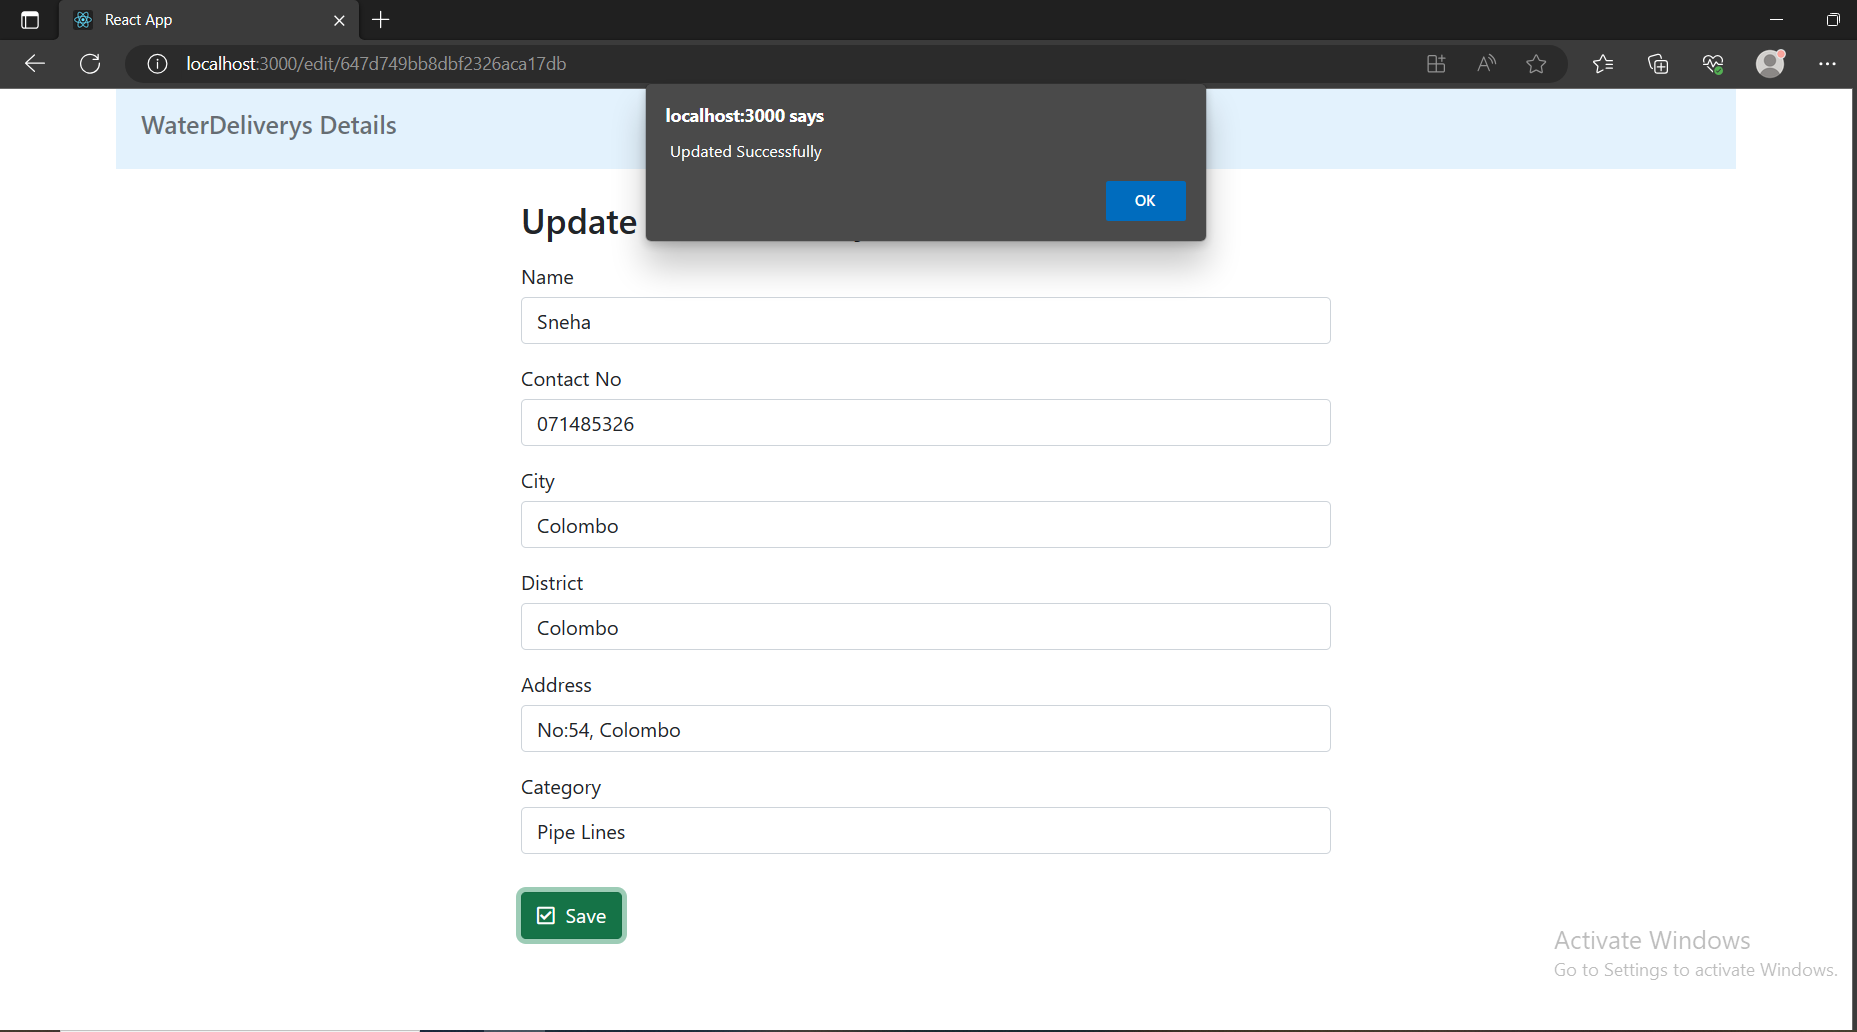 React App
localhost:3000/edit/647d749bb8dbf2326aca17db
WaterDeliverys Details
localhost:3000 says
Updated Successfully
OK
Update
Name
Sneha
Contact No
071485326
City
Colombo
District
Colombo
Address
No:54, Colombo
Category
Pipe Lines
Save
Activate Windows
Go to Settings to activate Windows.